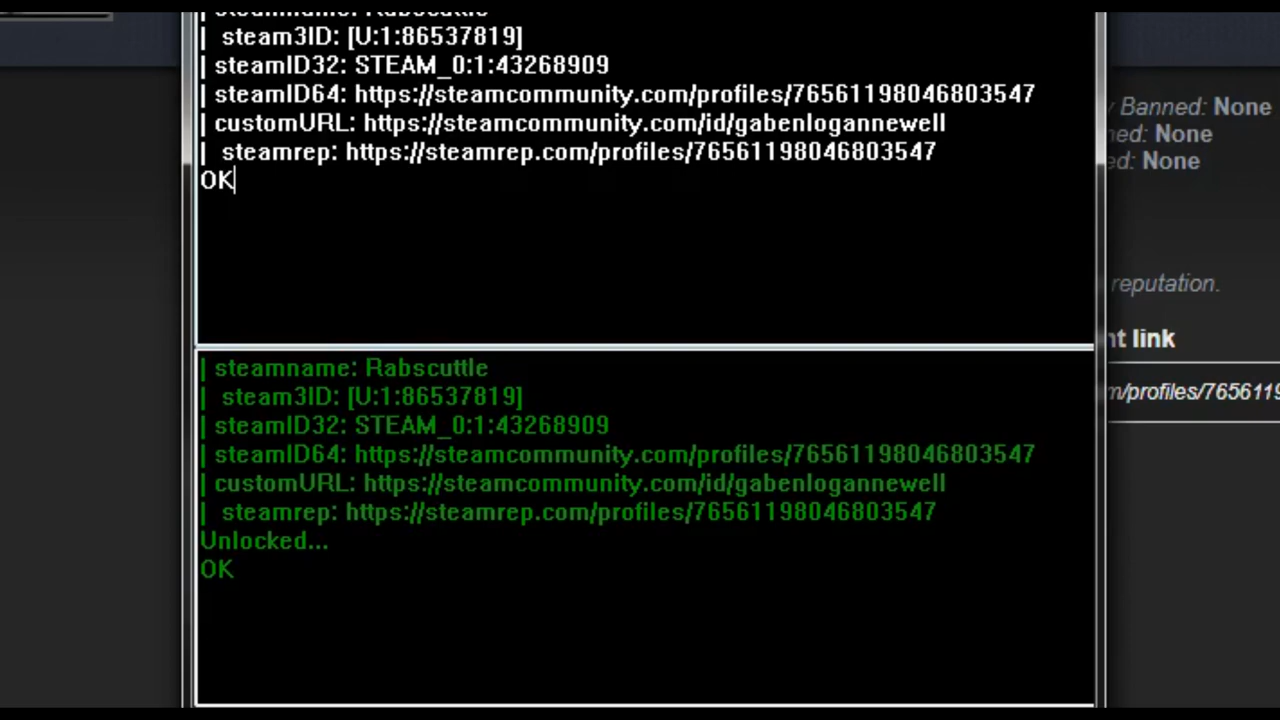 | steamname: Rabscuttle
| steam3ID: [U:1:86537819]
| steamID32: STEAM_0:1:43268909
| steamID64: https://steamcommunity.com/profiles/76561198046803547
| customURL: https://steamcommunity.com/id/gabenlogannewell
| steamrep: https://steamrep.com/profiles/76561198046803547
OK
y Banned: None
ned: None
ed: None
reputation.
nt link
m/profiles/7656119
| steamname: Rabscuttle
| steam3ID: [U:1:86537819]
| steamID32: STEAM_0:1:43268909
| steamID64: https://steamcommunity.com/profiles/76561198046803547
| customURL: https://steamcommunity.com/id/gabenlogannewell
| steamrep: https://steamrep.com/profiles/76561198046803547
Unlocked...
OK